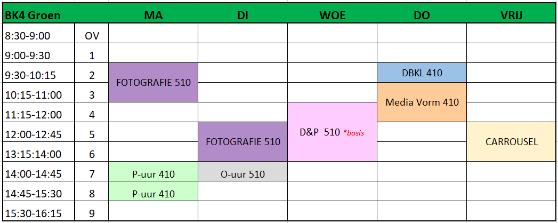 BK4 Groen MA DI WOE DO VRIJ
8:30-9:00 OV
9:00-9:30 1
9:30-10:15 2 DBKL 410
FOTOGRAFIE 510
10:15-11:00 3
Media Vorm 410
11:15-12:00 4
12:00-12:45 5
FOTOGRAFIE 510 D&P 510 *basis CARROUSEL
13:15-14:00 6
14:00-14:45 7 P-uur 410 O-uur 510
14:45-15:30 8 P uur 410
15:30-16:15 9